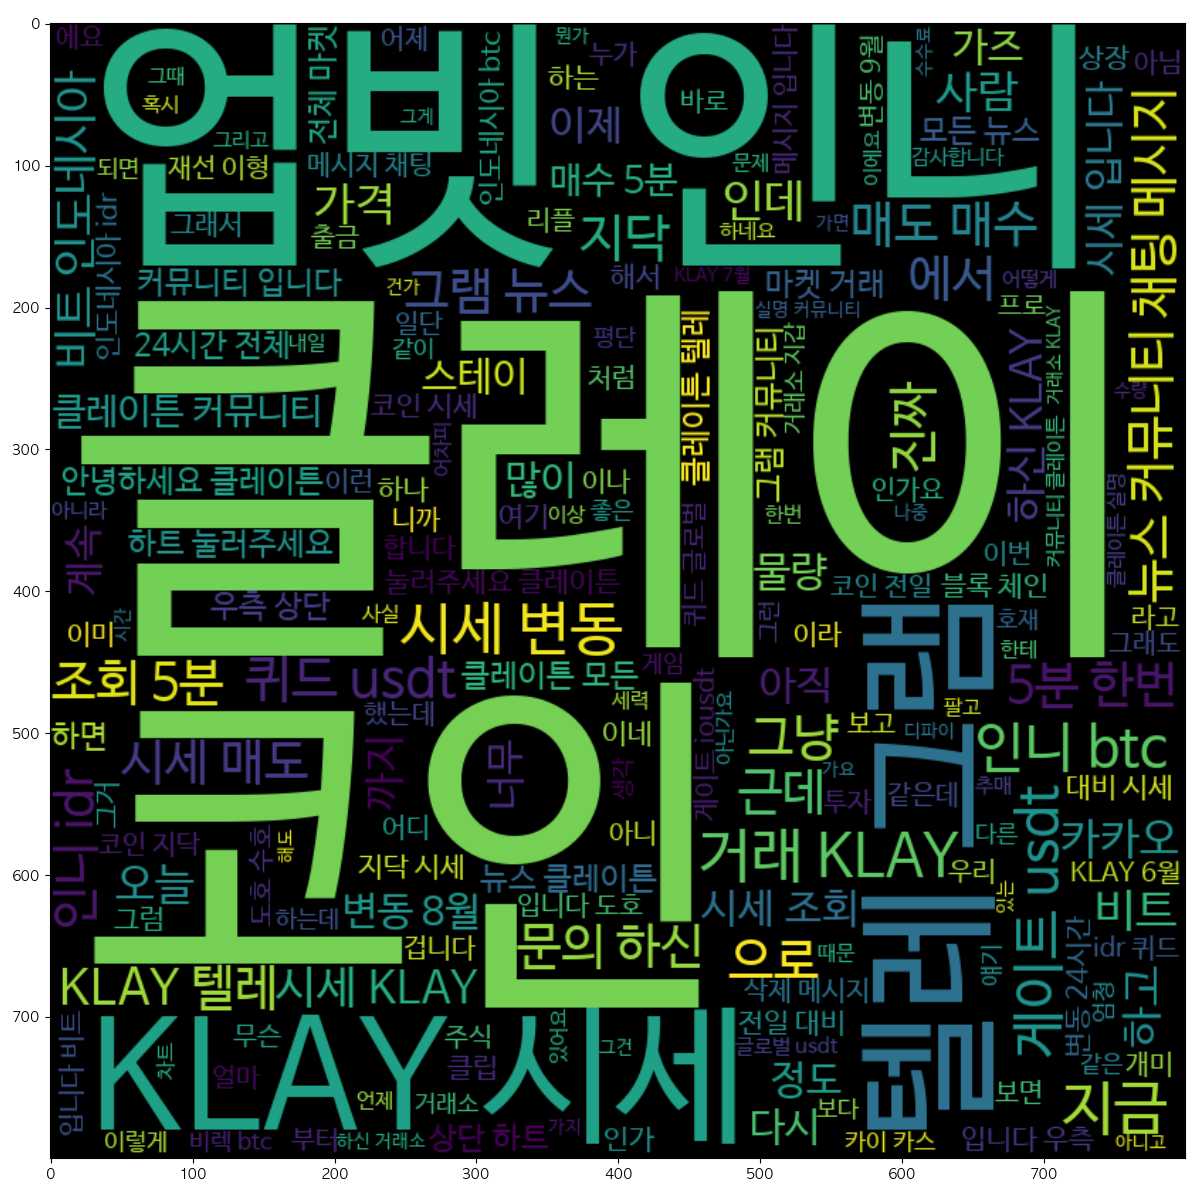 에요
업빗 인니
그때
혹시
그리고
전체 마켓
어제
그게
인도네시아 btc
뭔가
누가
하는
이제
바로
메시지 입니다
변동 9월
이에요
수수료
가즈
사람
모든 뉴스
감사합니다
상장
아님
시세 입니다
뉴스 커뮤니티 채팅 메시지
비트 인도네시아
인도네시아 idr
되면
재선 이형
메시지 채팅
그래서
가격
출금
매수 5분
리플
지닥
문제
인데
하네요
가면
매도 매수
커뮤니티 입니다
건가
그램 뉴스
해서
KLAY 7월
마켓 거래
에서
어떻게
실명 커뮤니티
프로
클레이
24시간 전체
내일
일단
같이
평단
스테이
처럼
클레이튼 텔레
그램 커뮤니티
거래소 지갑
진짜
하신 KLAY
거래소 KLAY
수량
클레이튼 커뮤니티
코인 시세
어차피
안녕하세요 클레이튼
이런
하나
많이
이나
인가요
나중
커뮤니티 클레이튼
클레이튼 실명
아니라
니까
여기
이상
좋은
한번
계속
하트 눌러주세요
합니다
물량
이번
눌러주세요 클레이튼
퀴드 글로벌
코인 전일
블록 체인
우측 상단
사실
시세 변동
그런
이미
시간
이라
호재
한테
라고
그래도
조회 5분
퀴드 usdt
클레이튼 모든
게임
게이트 iousdt
아닌가요
아직
텔레그램
5분 한번
코인
하면
했는데
세력
이네
그냥
보고
팔고
디파이
인니 btc
시세 매도
까지
너무
생각
근데
가요
투자
같은데
추매
대비 시세
인니 idr
그거
어디
아니
usdt
코인 지닥
도호 수호
해도
지닥 시세
뉴스 클레이튼
거래 KLAY
우리
다른
카카오
KLAY 6월
오늘
그럼
하는데
변동 8월
입니다 도호
시세 조회
있는
비트
겁니다
문의 하신
으로
때문
얘기
게이트
변동 24시간
idr 퀴드
KLAY 텔레
시세 KLAY
삭제 메시지
엄청
하고
KLAY
시세
입니다 비트
차트
무슨
주식
있어요
그건
전일 대비
글로벌 usdt
얼마
클립
정도
같은
개미
언제
거래소
다시
보다
보면
지금
이렇게
비렉 btc
부터
하신 거래소
상단 하트
가지
인가
카이 카스
입니다 우측
아니고
0
100
200
300
400
500
600
700
0 100 200 300 400 500 600 700